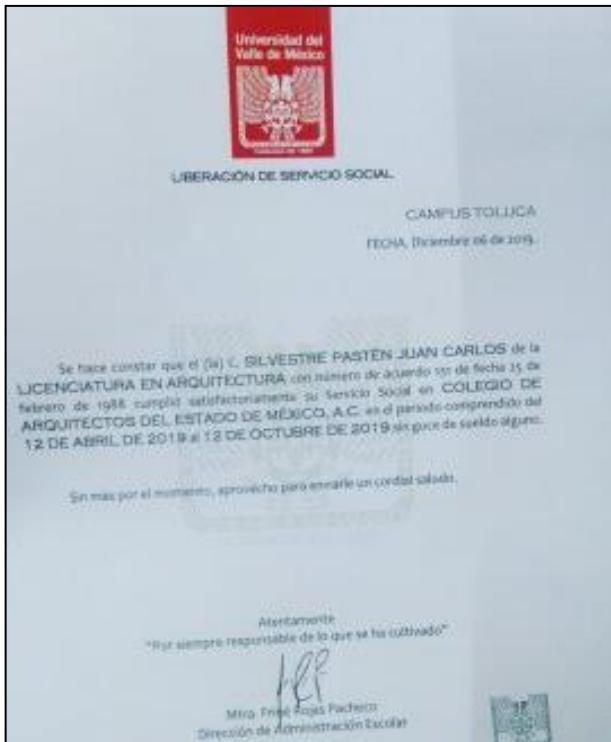 Universidad del
Valle de México
LIBERACIÓN DE SERVICIO SOCIAL
CAMPUS TOLUCA
FECHA, Diciembre 06 de 2019.
Se hace constar que el (la) C. SILVESTRE PASTÉN JUAN CARLOS de la
LICENCIATURA EN ARQUITECTURA con número de acuerdo de fecha 25 de
febrero de 1988 cumplió satisfactoriamente su Servicio Social en COLEGIO DE
ARQUITECTOS DEL ESTADO DE MÉXICO, A.C. en el periodo comprendido del
12 DE ABRIL DE 2019 al 12 DE OCTUBRE DE 2019 sin goce de sueldo alguno.
Sin más por el momento, aprovecho para enviarle un cordial saludo.
Atentamente
"Por siempre responsable de lo que se ha cultivado"
Mtra. Rojas Pacheco
Dirección de Administración Escolar